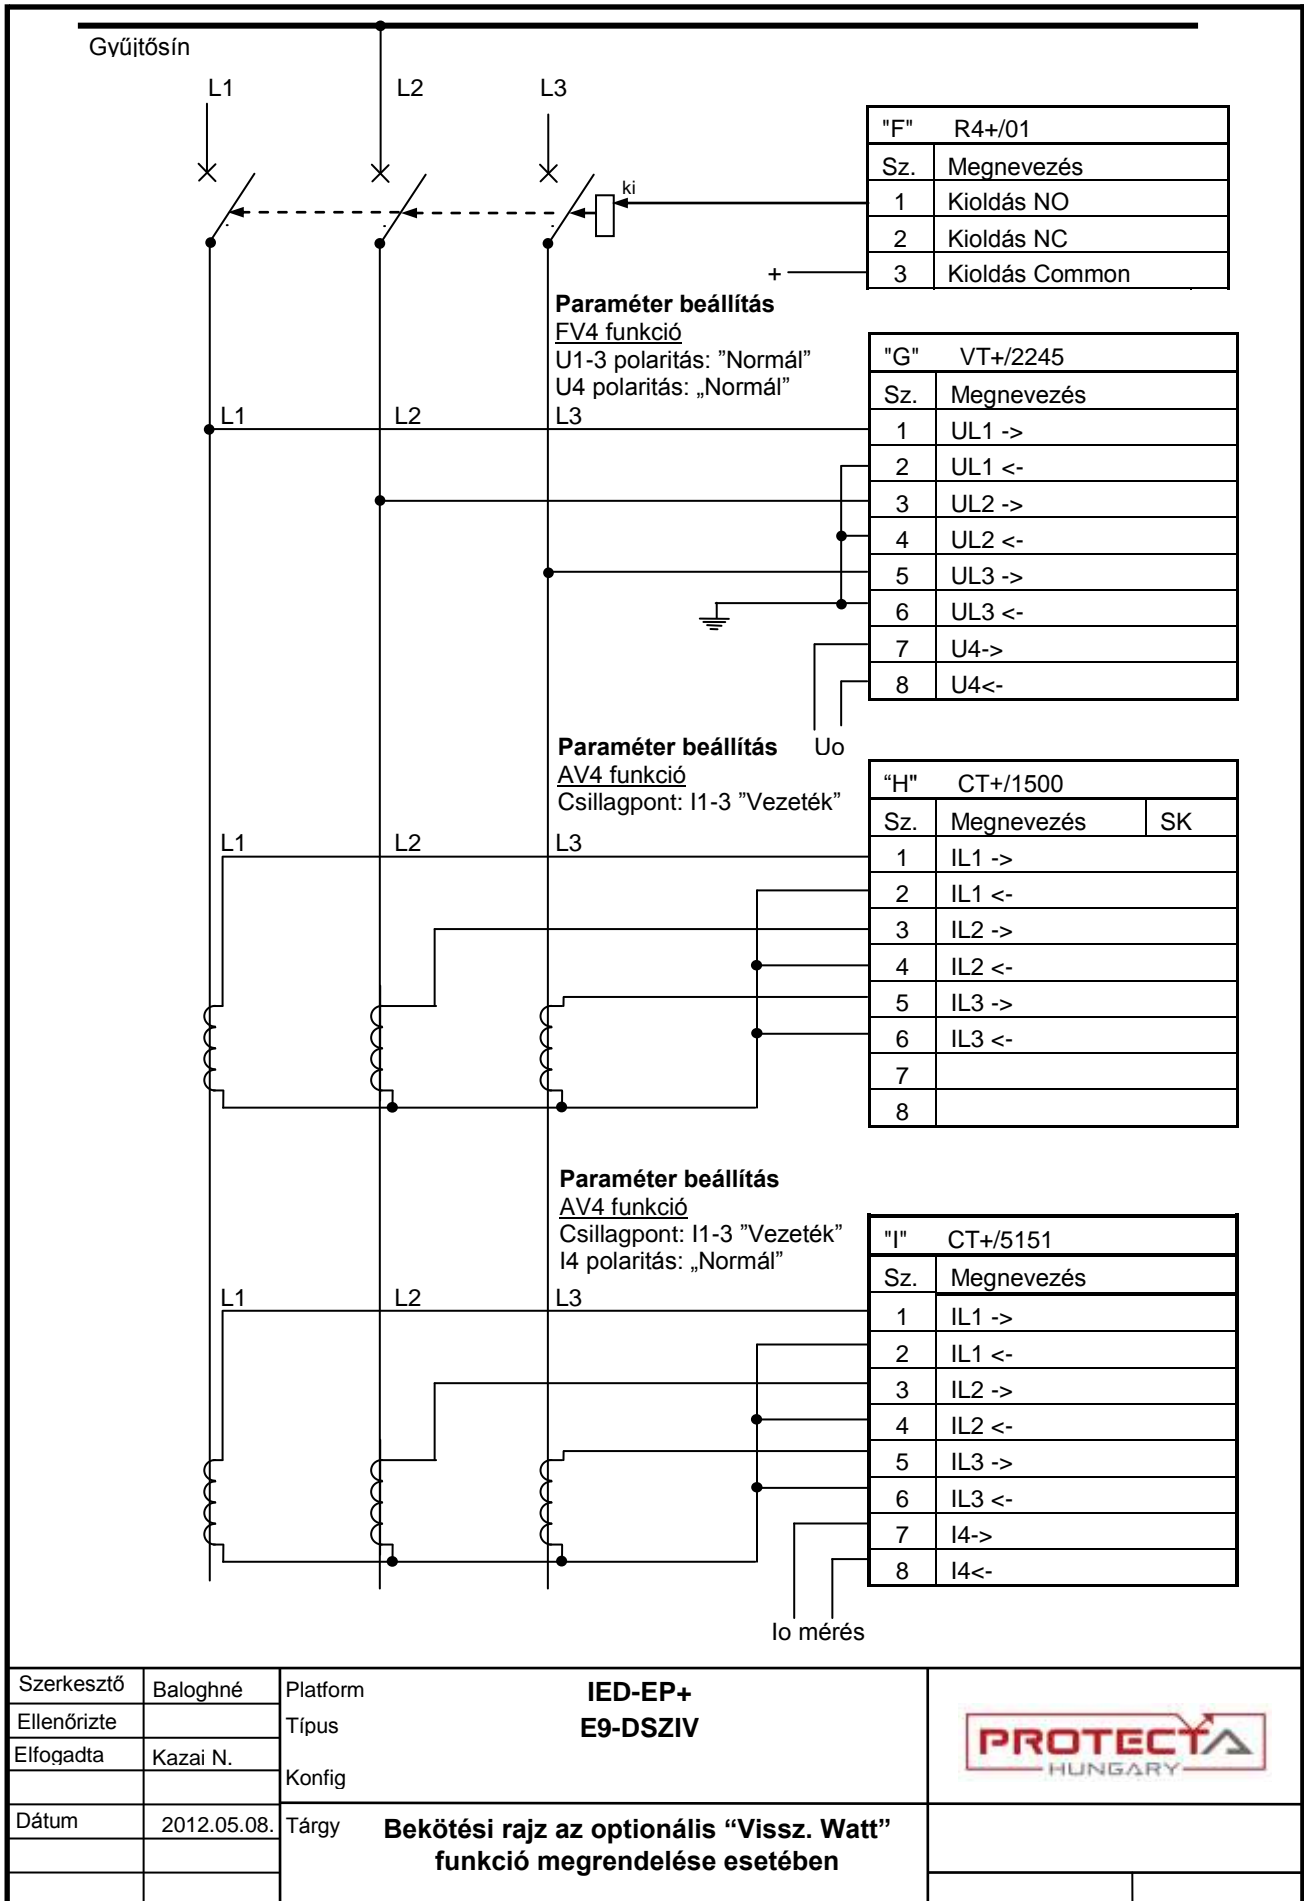 Gyűjtősín
L1 L2 L3
ki
"F" R4+/01
Sz. Megnevezés
1 Kioldás NO
2 Kioldás NC
+ 3 Kioldás Common
Paraméter beállítás
FV4 funkció
U1-3 polaritás: ”Normál”
U4 polaritás: „Normál”
L1 L2 L3
"G" VT+/2245
Sz. Megnevezés
1 UL1 ->
2 UL1 <-
3 UL2 ->
4 UL2 <-
5 UL3 ->
6 UL3 <-
7 U4->
8 U4<-
Uo
Paraméter beállítás
AV4 funkció
Csillagpont: I1-3 ”Vezeték”
L1 L2 L3
“H" CT+/1500
Sz. Megnevezés SK
1 IL1 ->
2 IL1 <-
3 IL2 ->
4 IL2 <-
5 IL3 ->
6 IL3 <-
7
8
Paraméter beállítás
AV4 funkció
Csillagpont: I1-3 ”Vezeték”
I4 polaritás: „Normál”
L1 L2 L3
"I" CT+/5151
Sz. Megnevezés
1 IL1 ->
2 IL1 <-
3 IL2 ->
4 IL2 <-
5 IL3 ->
6 IL3 <-
7 I4->
8 I4<-
Io mérés
Szerkesztő Baloghné
Ellenőrizte
Elfogadta Kazai N.
Dátum 2012.05.08.
Platform IED-EP+
Típus E9-DSZIV
Konfig
Tárgy Bekötési rajz az optionális “Vissz. Watt”
funkció megrendelése esetében
PROTECTA
HUNGARY